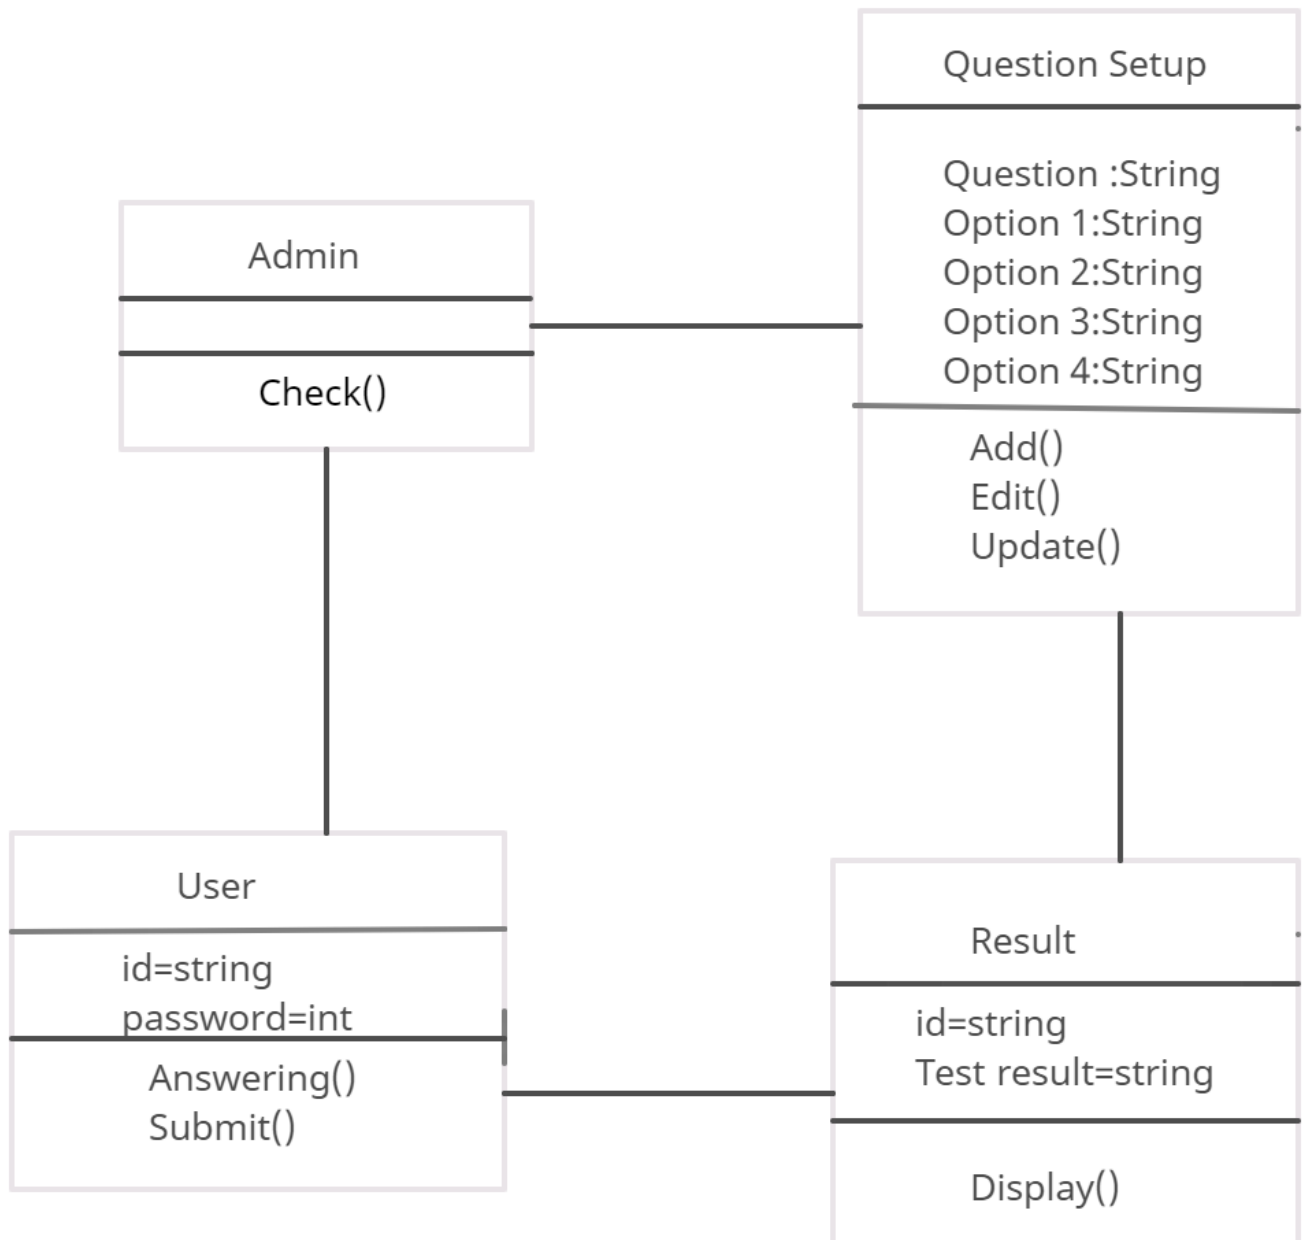 Question Setup
Question :String
Option 1:String
Option 2:String
Option 3:String
Option 4:String
Add()
Edit()
Update()
Admin
Check()
User
id=string
password=int
Answering()
Submit()
Result
id=string
Test result=string
Display()